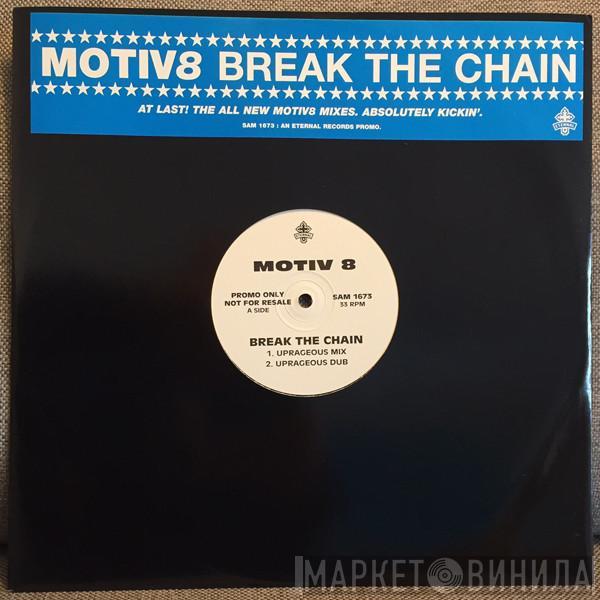 MOTIV8 BREAK THE CHAIN
AT LAST! THE ALL NEW MOTIV8 MIXES. ABSOLUTELY KICKIN'.
SAM 1673 : AN ETERNAL RECORDS PROMO.
ETERNAL
ETERNAL
MOTIV 8
PROMO ONLY
NOT FOR RESALE
A SIDE
SAM 1673
33 RPM
BREAK THE CHAIN
1. UPRAGEOUS MIX
2. UPRAGEOUS DUB
МАРКЕТ ВИНИЛА